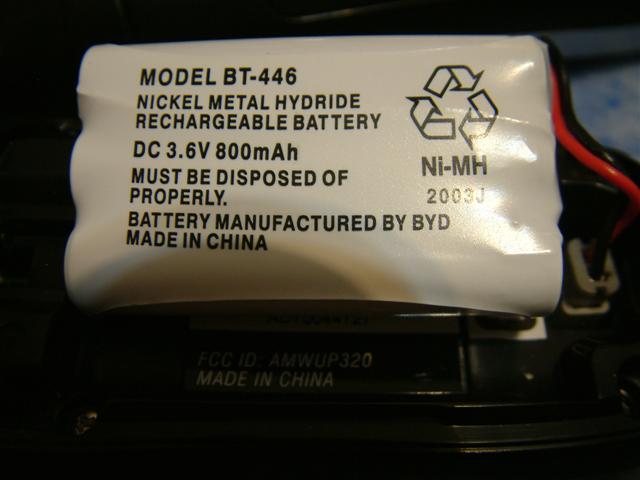 MODEL BT-446
NICKEL METAL HYDRIDE
RECHARGEABLE BATTERY
DC 3.6V 800mAh
MUST BE DISPOSED OF
PROPERLY.
BATTERY MANUFACTURED BY BYD
MADE IN CHINA
Ni-MH
2003J
FCC ID: AMWUP320
MADE IN CHINA